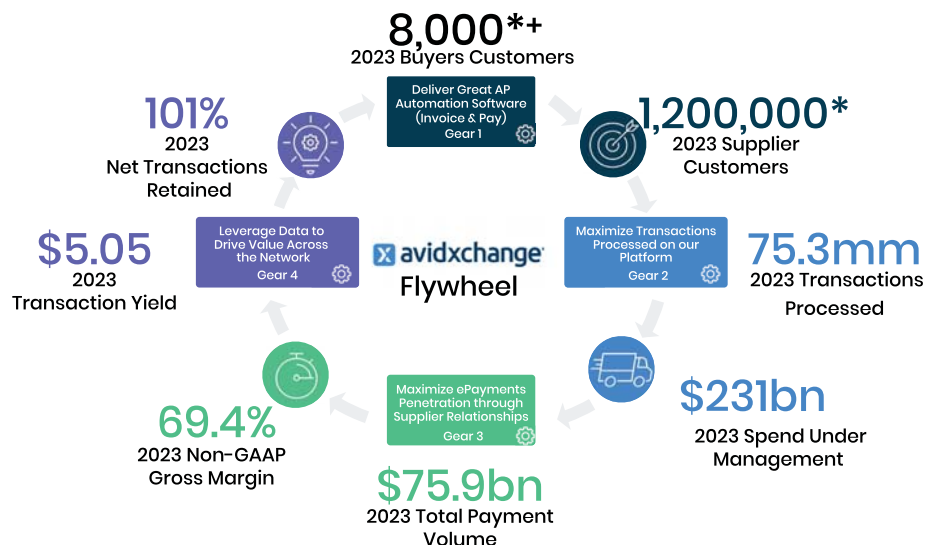 8,000*+
2023 Buyers Customers
Deliver Great AP
Automation Software
(Invoice & Pay)
Gear 1
1,200,000*
2023 Supplier
Customers
Maximize Transactions
Processed on our
Platform
Gear 2
75.3mm
2023 Transactions
Processed
$231bn
2023 Spend Under
Management
Maximize ePayments
Penetration through
Supplier Relationships
Gear 3
$75.9bn
2023 Total Payment
Volume
69.4%
2023 Non-GAAP
Gross Margin
Leverage Data to
Drive Value Across
the Network
Gear 4
$5.05
2023
Transaction Yield
101%
2023
Net Transactions
Retained
avidxchange
Flywheel